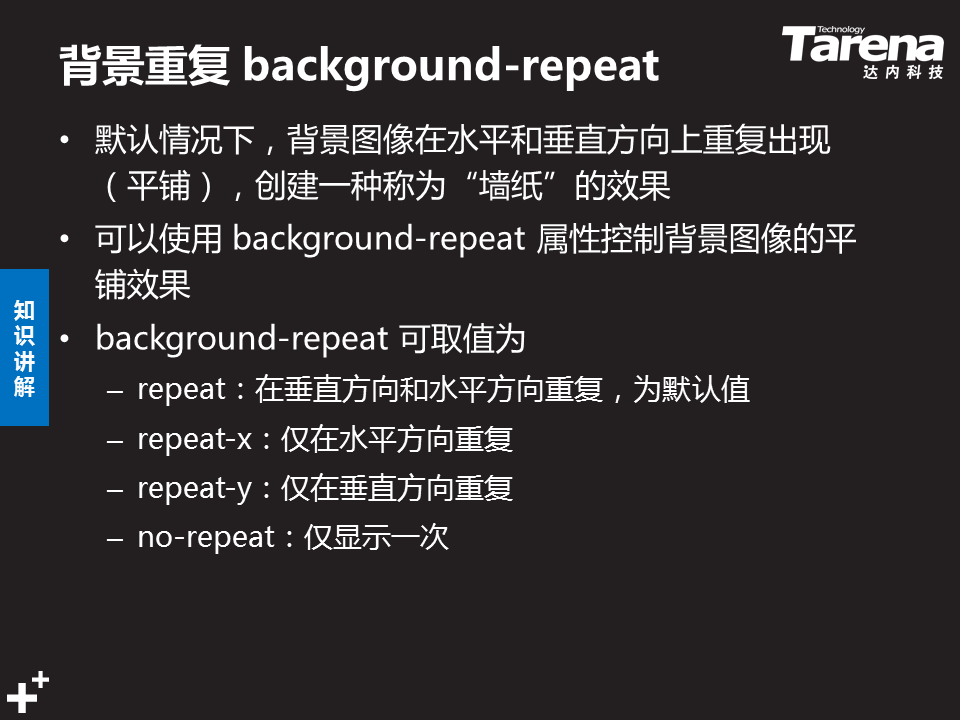 背景重复 background-repeat
Technology
Tarena
达内科技
• 默认情况下，背景图像在水平和垂直方向上重复出现
（平铺），创建一种称为“墙纸”的效果
• 可以使用 background-repeat 属性控制背景图像的平
铺效果
• background-repeat 可取值为
– repeat：在垂直方向和水平方向重复，为默认值
– repeat-x：仅在水平方向重复
– repeat-y：仅在垂直方向重复
– no-repeat：仅显示一次
知
识
讲
解